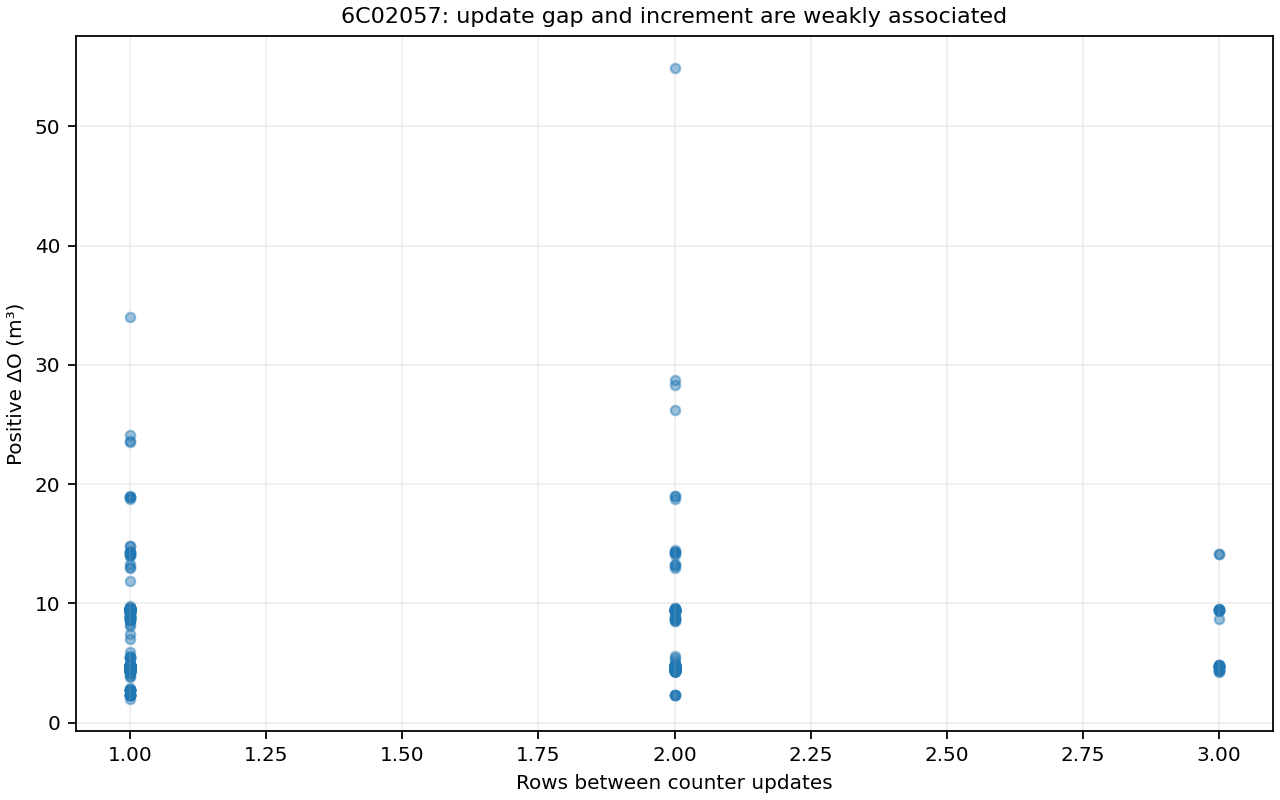 6C02057: update gap and increment are weakly associated
Positive ΔO (m³)
50
40
30
20
10
0
1.00 1.25 1.50 1.75 2.00 2.25 2.50 2.75 3.00
Rows between counter updates